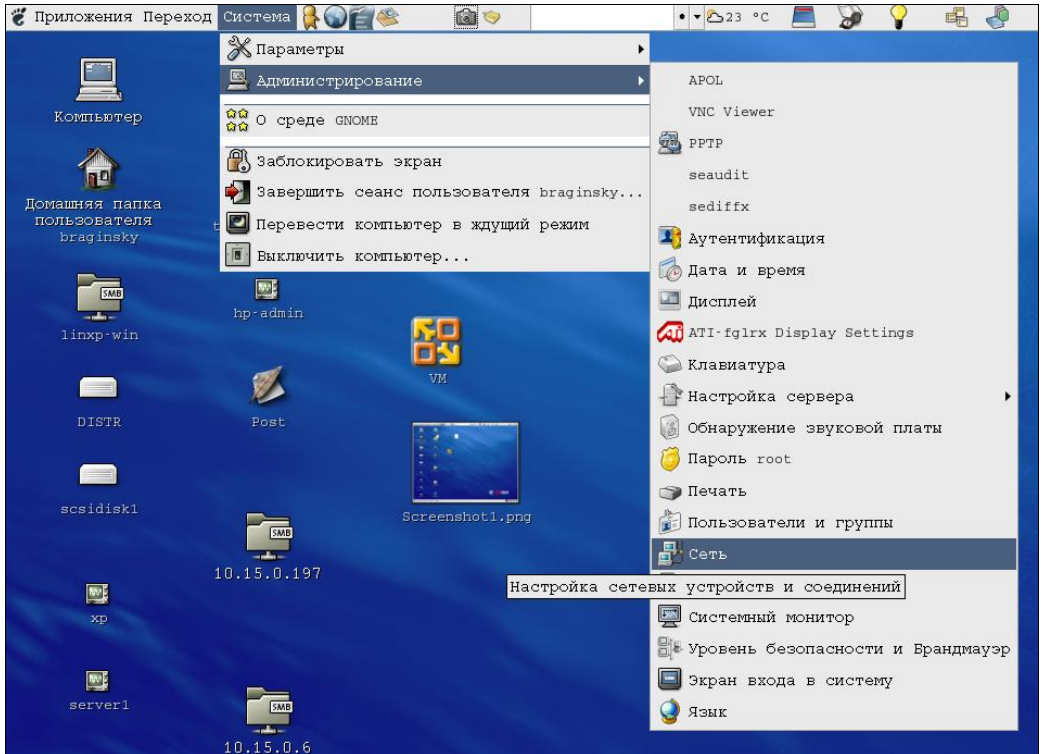 Приложения Переход Система 23 °C
Параметры
Администрирование
О среде GNOME
Заблокировать экран
Завершить сеанс пользователя braginsky...
Перевести компьютер в ждущий режим
Выключить компьютер...
APOL
VNC Viewer
PPTP
seaudit
sediffx
Аутентификация
Дата и время
Дисплей
ATI-fglrx Display Settings
Клавиатура
Настройка сервера
Обнаружение звуковой платы
Пароль root
Печать
Пользователи и группы
Сеть
Настройка сетевых устройств и соединений
Системный монитор
Уровень безопасности и Брандмауэр
Экран входа в систему
Язык
Компьютер
Домашняя папка
пользователя
braginsky
SMB
linxp-win
hp-admin
VM
DISTR
Post
scsidisk1
Screenshot1.png
SMB
10.15.0.197
xp
server1
SMB
10.15.0.6